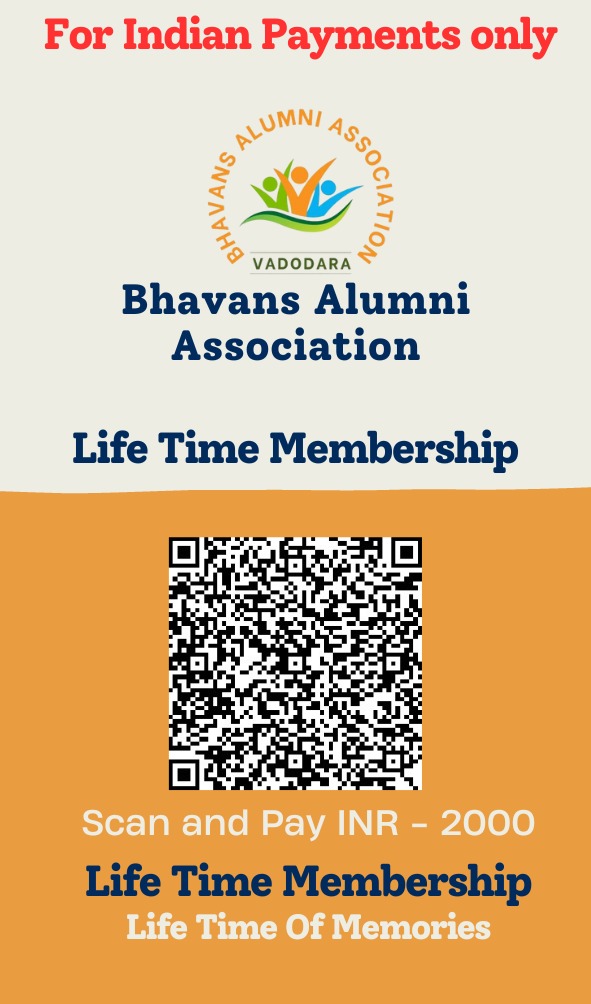 For Indian Payments only
BHAVANS ALUMNI ASSOCIATION
VADODARA
Bhavans Alumni
Association
Life Time Membership
Scan and Pay INR - 2000
Life Time Membership
Life Time Of Memories